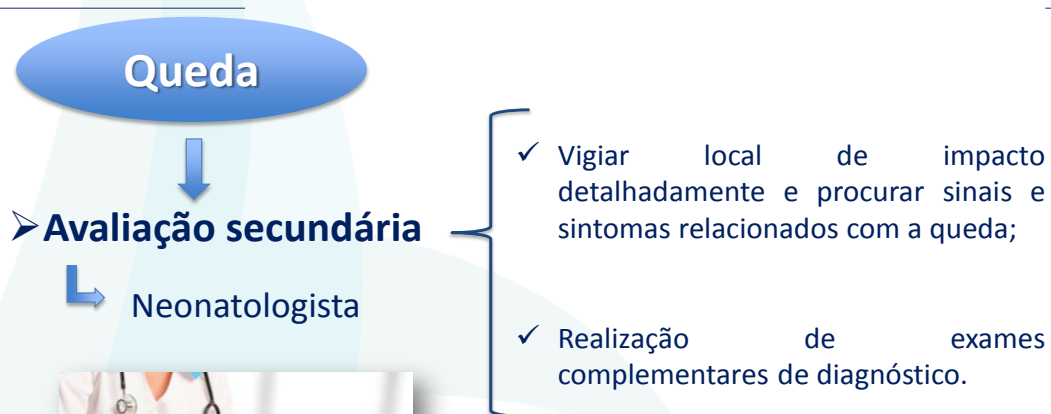 Queda
➢Avaliação secundária
Neonatologista
✓ Vigiar local de impacto
detalhadamente e procurar sinais e
sintomas relacionados com a queda;
✓ Realização de exames
complementares de diagnóstico.